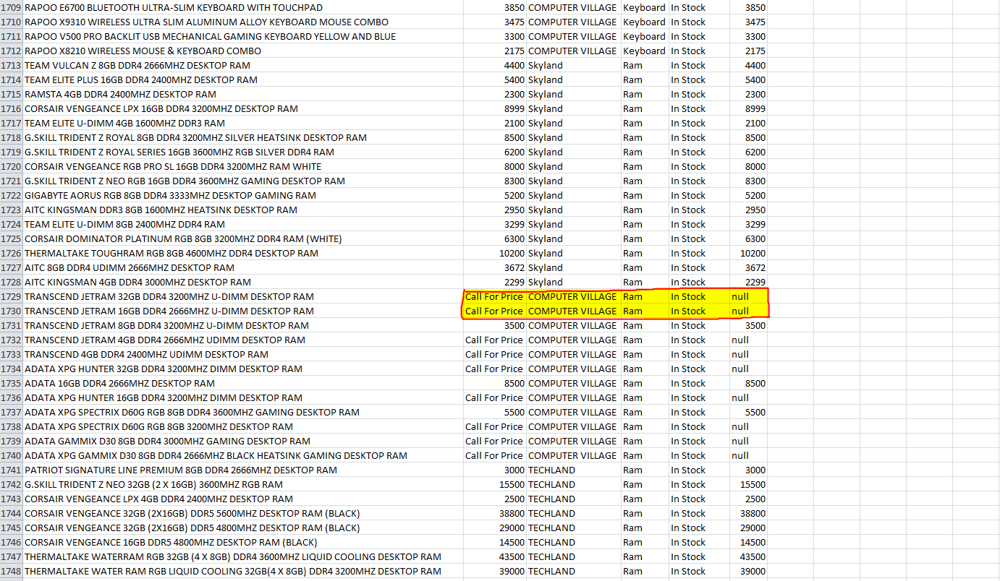 1709 RAPOO E6700 BLUETOOTH ULTRA-SLIM KEYBOARD WITH TOUCHPAD 3850 COMPUTER VILLAGE Keyboard In Stock 3850
1710 RAPOO X9310 WIRELESS ULTRA SLIM ALUMINUM ALLOY KEYBOARD MOUSE COMBO 3475 COMPUTER VILLAGE Keyboard In Stock 3475
1711 RAPOO V500 PRO BACKLIT USB MECHANICAL GAMING KEYBOARD YELLOW AND BLUE 3300 COMPUTER VILLAGE Keyboard In Stock 3300
1712 RAPOO X8210 WIRELESS MOUSE & KEYBOARD COMBO 2175 COMPUTER VILLAGE Keyboard In Stock 2175
1713 TEAM VULCAN Z 8GB DDR4 2666MHZ DESKTOP RAM 4400 Skyland Ram In Stock 4400
1714 TEAM ELITE PLUS 16GB DDR4 2400MHZ DESKTOP RAM 5400 Skyland Ram In Stock 5400
1715 RAMSTA 4GB DDR4 2400MHZ DESKTOP RAM 2300 Skyland Ram In Stock 2300
1716 CORSAIR VENGEANCE LPX 16GB DDR4 3200MHZ DESKTOP RAM 8999 Skyland Ram In Stock 8999
1717 TEAM ELITE U-DIMM 4GB 1600MHZ DDR3 RAM 2100 Skyland Ram In Stock 2100
1718 G.SKILL TRIDENT Z ROYAL 8GB DDR4 3200MHZ SILVER HEATSINK DESKTOP RAM 8500 Skyland Ram In Stock 8500
1719 G.SKILL TRIDENT Z ROYAL SERIES 16GB 3600MHZ RGB SILVER DDR4 RAM 6200 Skyland Ram In Stock 6200
1720 CORSAIR VENGEANCE RGB PRO SL 16GB DDR4 3200MHZ RAM WHITE 8000 Skyland Ram In Stock 8000
1721 G.SKILL TRIDENT Z NEO RGB 16GB DDR4 3600MHZ GAMING DESKTOP RAM 8300 Skyland Ram In Stock 8300
1722 GIGABYTE AORUS RGB 8GB DDR4 3333MHZ DESKTOP GAMING RAM 5200 Skyland Ram In Stock 5200
1723 AITC KINGSMAN DDR3 8GB 1600MHZ HEATSINK DESKTOP RAM 2950 Skyland Ram In Stock 2950
1724 TEAM ELITE U-DIMM 8GB 2400MHZ DDR4 RAM 3299 Skyland Ram In Stock 3299
1725 CORSAIR DOMINATOR PLATINUM RGB 8GB 3200MHZ DDR4 RAM (WHITE) 6300 Skyland Ram In Stock 6300
1726 THERMALTAKE TOUGHRAM RGB 8GB 4600MHZ DDR4 DESKTOP RAM 10200 Skyland Ram In Stock 10200
1727 AITC 8GB DDR4 UDIMM 2666MHZ DESKTOP RAM 3672 Skyland Ram In Stock 3672
1728 AITC KINGSMAN 4GB DDR4 3000MHZ DESKTOP RAM 2299 Skyland Ram In Stock 2299
1729 TRANSCEND JETRAM 32GB DDR4 3200MHZ U-DIMM DESKTOP RAM Call For Price COMPUTER VILLAGE Ram In Stock null
1730 TRANSCEND JETRAM 16GB DDR4 2666MHZ U-DIMM DESKTOP RAM Call For Price COMPUTER VILLAGE Ram In Stock null
1731 TRANSCEND JETRAM 8GB DDR4 3200MHZ U-DIMM DESKTOP RAM 3500 COMPUTER VILLAGE Ram In Stock 3500
1732 TRANSCEND JETRAM 4GB DDR4 2666MHZ UDIMM DESKTOP RAM Call For Price COMPUTER VILLAGE Ram In Stock null
1733 TRANSCEND 4GB DDR4 2400MHZ UDIMM DESKTOP RAM Call For Price COMPUTER VILLAGE Ram In Stock null
1734 ADATA XPG HUNTER 32GB DDR4 3200MHZ DIMM DESKTOP RAM Call For Price COMPUTER VILLAGE Ram In Stock null
1735 ADATA 16GB DDR4 2666MHZ DESKTOP RAM 8500 COMPUTER VILLAGE Ram In Stock 8500
1736 ADATA XPG HUNTER 16GB DDR4 3200MHZ DIMM DESKTOP RAM Call For Price COMPUTER VILLAGE Ram In Stock null
1737 ADATA XPG SPECTRIX D60G RGB 8GB DDR4 3600MHZ GAMING DESKTOP RAM 5500 COMPUTER VILLAGE Ram In Stock 5500
1738 ADATA XPG SPECTRIX D60G RGB 8GB 3200MHZ DESKTOP RAM Call For Price COMPUTER VILLAGE Ram In Stock null
1739 ADATA GAMMIX D30 8GB DDR4 3000MHZ GAMING DESKTOP RAM Call For Price COMPUTER VILLAGE Ram In Stock null
1740 ADATA XPG GAMMIX D30 8GB DDR4 2666MHZ BLACK HEATSINK GAMING DESKTOP RAM Call For Price COMPUTER VILLAGE Ram In Stock null
1741 PATRIOT SIGNATURE LINE PREMIUM 8GB DDR4 2666MHZ DESKTOP RAM 3000 TECHLAND Ram In Stock 3000
1742 G.SKILL TRIDENT Z NEO 32GB (2 X 16GB) 3600MHZ RGB RAM 15500 TECHLAND Ram In Stock 15500
1743 CORSAIR VENGEANCE LPX 4GB DDR4 2400MHZ DESKTOP RAM 2500 TECHLAND Ram In Stock 2500
1744 CORSAIR VENGEANCE 32GB (2X16GB) DDR5 5600MHZ DESKTOP RAM (BLACK) 38800 TECHLAND Ram In Stock 38800
1745 CORSAIR VENGEANCE 32GB (2X16GB) DDR5 4800MHZ DESKTOP RAM (BLACK) 29000 TECHLAND Ram In Stock 29000
1746 CORSAIR VENGEANCE 16GB DDR5 4800MHZ DESKTOP RAM (BLACK) 14500 TECHLAND Ram In Stock 14500
1747 THERMALTAKE WATERRAM RGB 32GB (4 X 8GB) DDR4 3600MHZ LIQUID COOLING DESKTOP RAM 43500 TECHLAND Ram In Stock 43500
1748 THERMALTAKE WATER RAM RGB LIQUID COOLING 32GB(4 X 8GB) DDR4 3200MHZ DESKTOP RAM 39000 TECHLAND Ram In Stock 39000